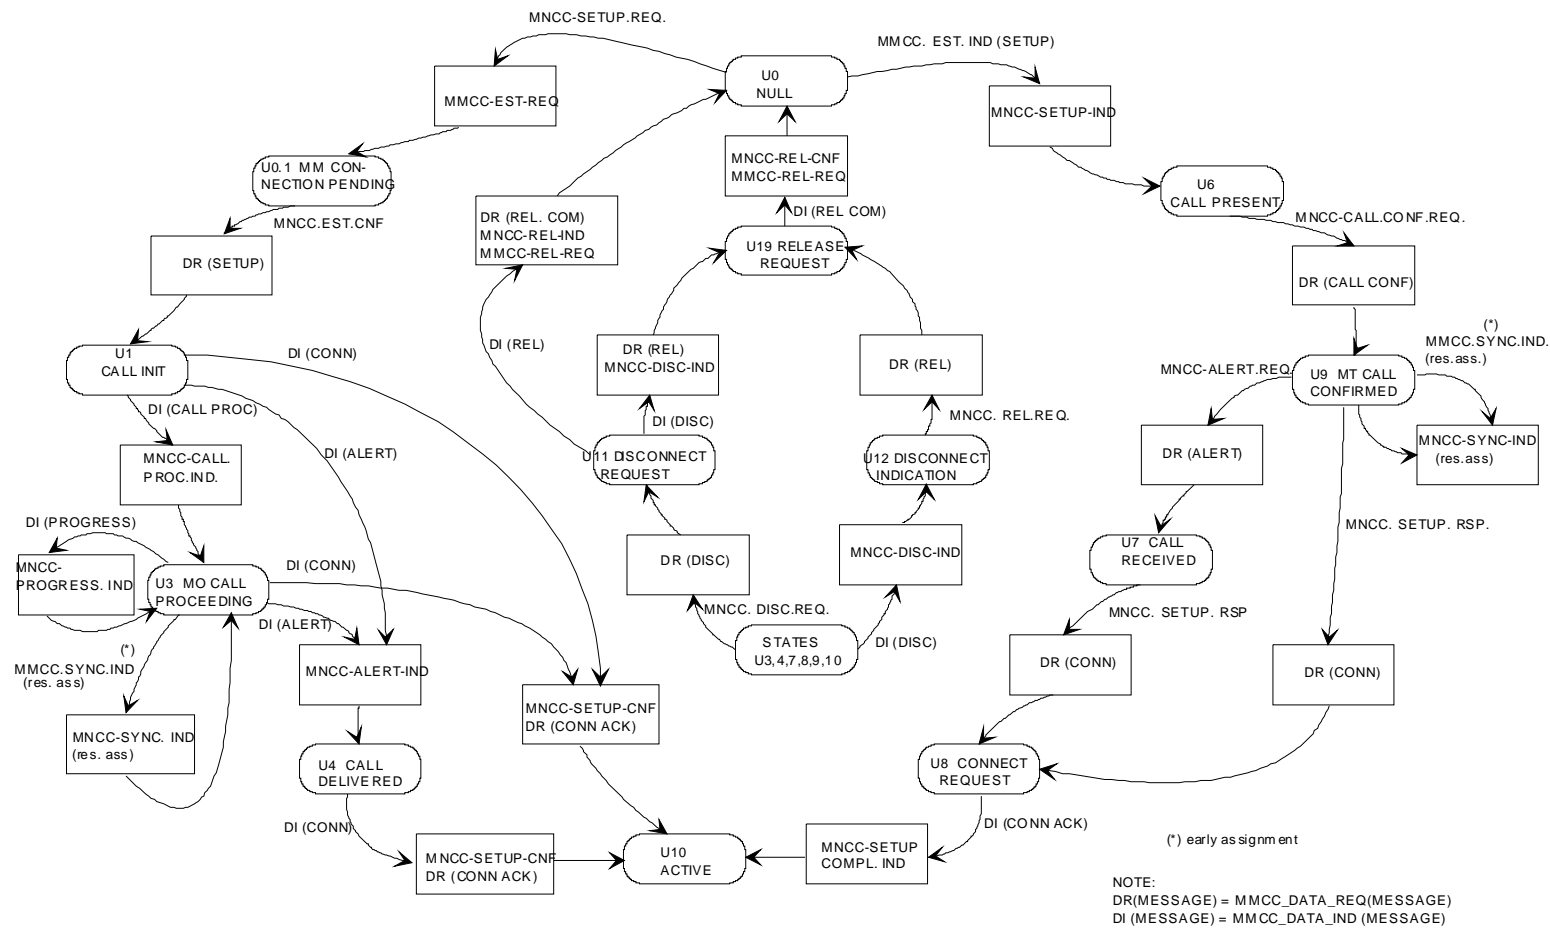 MNCC-SETUP.REQ.
MMCC. EST. IND (SETUP)
U0
NULL
MMCC-EST-REQ
MNCC-SETUP-IND
MNCC-REL-CNF
MMCC-REL-REQ
U0.1 MM CON-
NECTION PENDING
U6
CALL PRESENT
MNCC.EST.CNF
DR (REL. COM)
MNCC-REL-IND
MMCC-REL-REQ
DI (REL COM)
MNCC-CALL.CONF.REQ.
DR (SETUP)
U19 RELEASE
REQUEST
DR (CALL CONF)
(*)
MMCC.SYNC.IND.
(res.ass.)
U1
CALL INIT
DI (CONN)
DI (REL)
DR (REL)
MNCC-DISC-IND
DR (REL)
MNCC-ALERT.REQ.
U9 MT CALL
CONFIRMED
DI (CALL PROC)
DI (DISC)
MNCC. REL.REQ.
MNCC-SYNC-IND
(res.ass)
MNCC-CALL.
PROC.IND.
DI (ALERT)
U11 DISCONNECT
REQUEST
U12 DISCONNECT
INDICATION
DR (ALERT)
DI (PROGRESS)
MNCC. SETUP. RSP.
MNCC-
PROGRESS. IND
U3 MO CALL
PROCEEDING
DI (CONN)
DR (DISC)
MNCC-DISC-IND
U7 CALL
RECEIVED
DI (ALERT)
MNCC. DISC.REQ.
MNCC. SETUP. RSP
(*)
MMCC.SYNC.IND
(res. ass)
MNCC-ALERT-IND
STATES
U3,4,7,8,9,10
DI (DISC)
DR (CONN)
DR (CONN)
MNCC-SYNC. IND
(res. ass)
MNCC-SETUP-CNF
DR (CONN ACK)
U4 CALL
DELIVERED
U8 CONNECT
REQUEST
DI (CONN)
DI (CONN ACK)
MNCC-SETUP-CNF
DR (CONN ACK)
U10
ACTIVE
MNCC-SETUP
COMPL. IND
(*) early assignment
NOTE:
DR(MESSAGE) = MMCC_DATA_REQ(MESSAGE)
DI (MESSAGE) = MMCC_DATA_IND (MESSAGE)